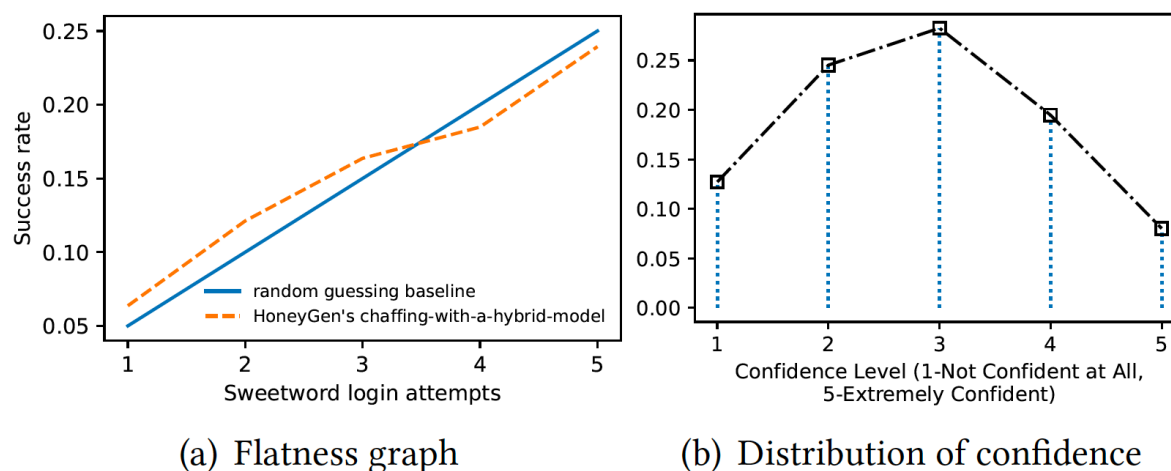 0.25
0.20
0.15
0.10
0.05
Success rate
random guessing baseline
HoneyGen's chaffing-with-a-hybrid-model
1 2 3 4 5
Sweetword login attempts
(a) Flatness graph
0.25
0.20
0.15
0.10
0.05
0.00
1 2 3 4 5
Confidence Level (1-Not Confident at All,
5-Extremely Confident)
(b) Distribution of confidence